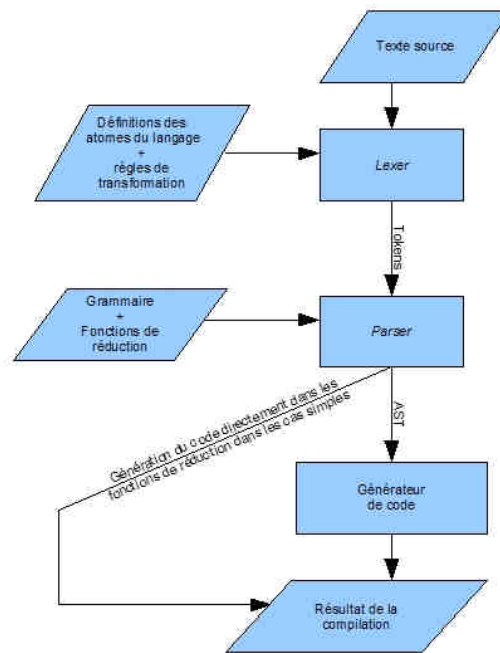 Texte source
Définitions des
atomes du langage
+
règles de
transformation
Lexer
Tokens
Grammaire
+
Fonctions de
réduction
Parser
Génération du code directement dans les
fonctions de réduction dans les cas simples
AST
Générateur
de code
Résultat de la
compilation